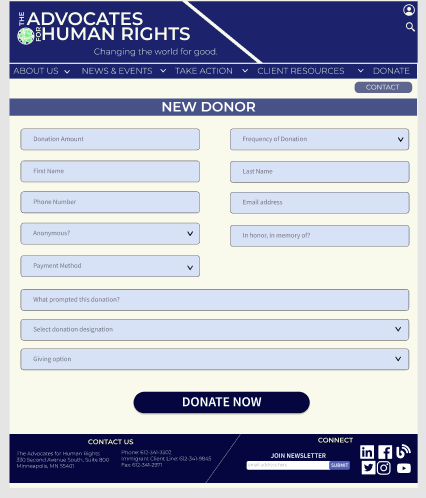 THE ADVOCATES
FOR HUMAN RIGHTS
Changing the world for good.
ABOUT US NEWS & EVENTS TAKE ACTION CLIENT RESOURCES DONATE
CONTACT
NEW DONOR
Donation Amount Frequency of Donation
First Name Last Name
Phone Number Email address
Anonymous? In honor, in memory of?
Payment Method
What prompted this donation?
Select donation designation
Giving option
DONATE NOW
CONTACT US
The Advocates for Human Rights
330 Second Avenue South, Suite 800
Minneapolis, MN 55401
Phone: 612-341-3302
Immigrant Client Line: 612-341-9845
Fax: 612-341-2971
CONNECT
JOIN NEWSLETTER
SUBMIT